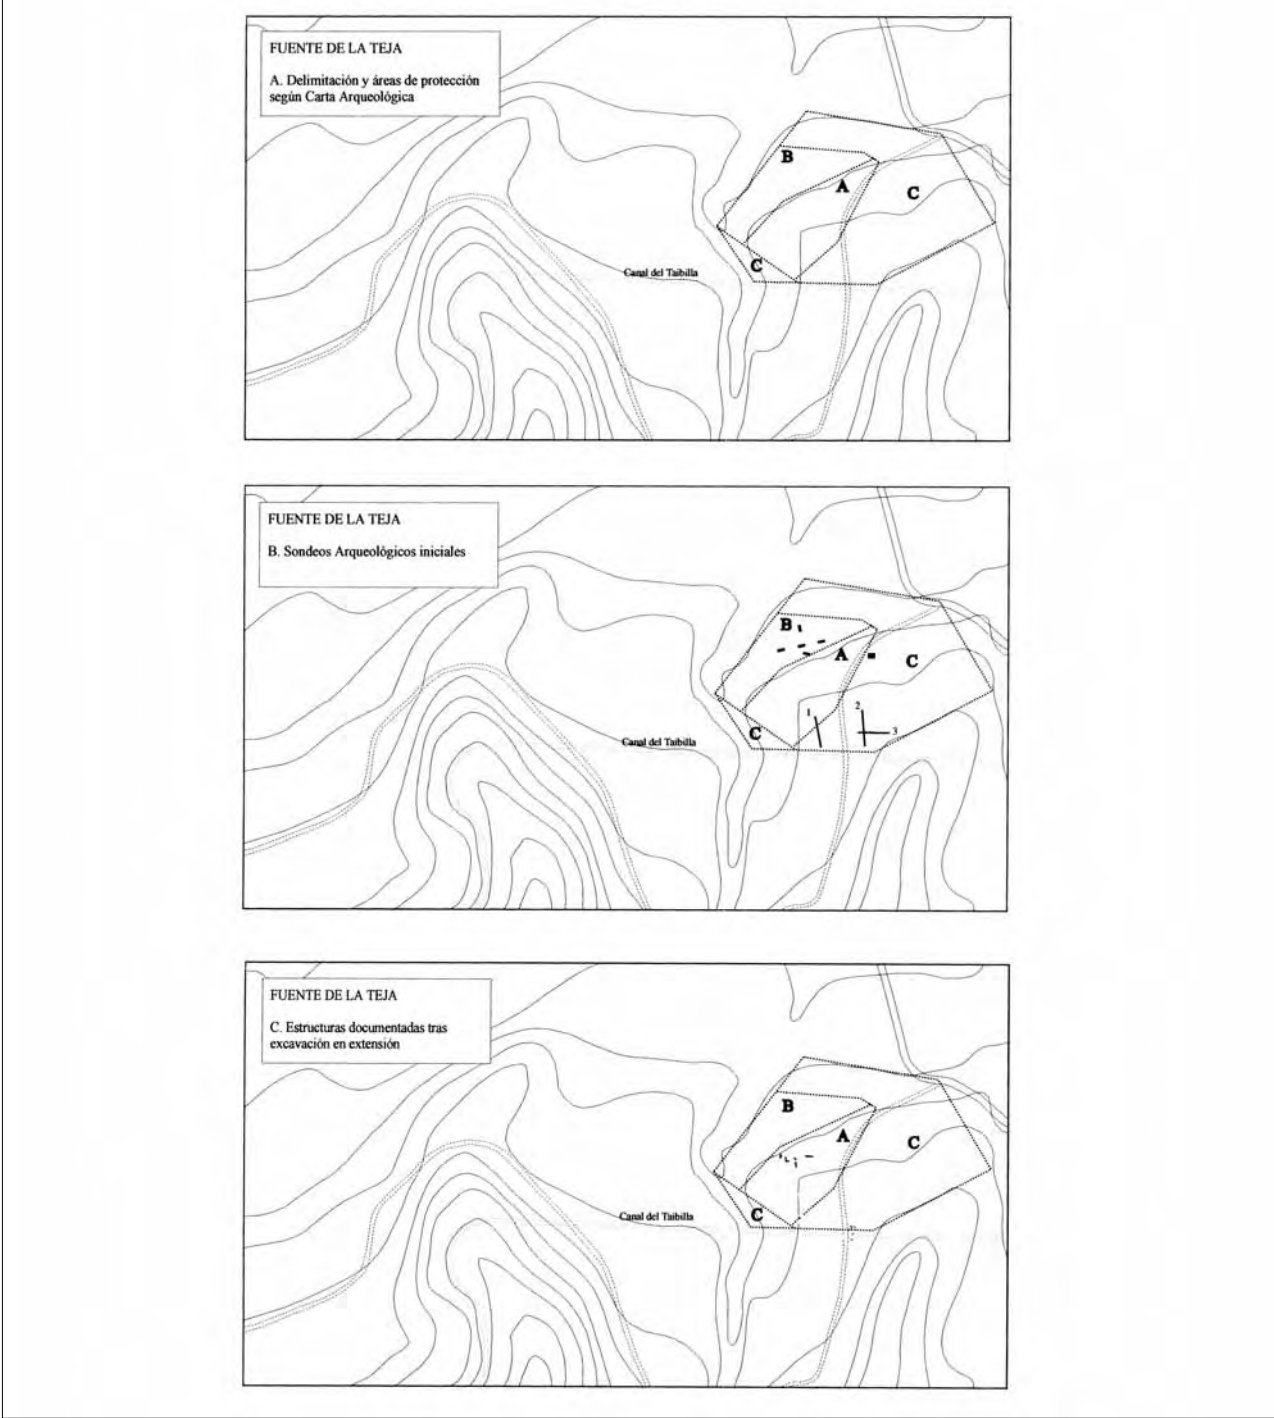 FUENTE DE LA TEJA
A. Delimitación y áreas de protección
según Carta Arqueológica
B
A
C
C
Canal del Taibilla
FUENTE DE LA TEJA
B. Sondeos Arqueológicos iniciales
B
A
C
1
2
3
C
Canal del Taibilla
FUENTE DE LA TEJA
C. Estructuras documentadas tras
excavación en extensión
B
A
C
C
Canal del Taibilla